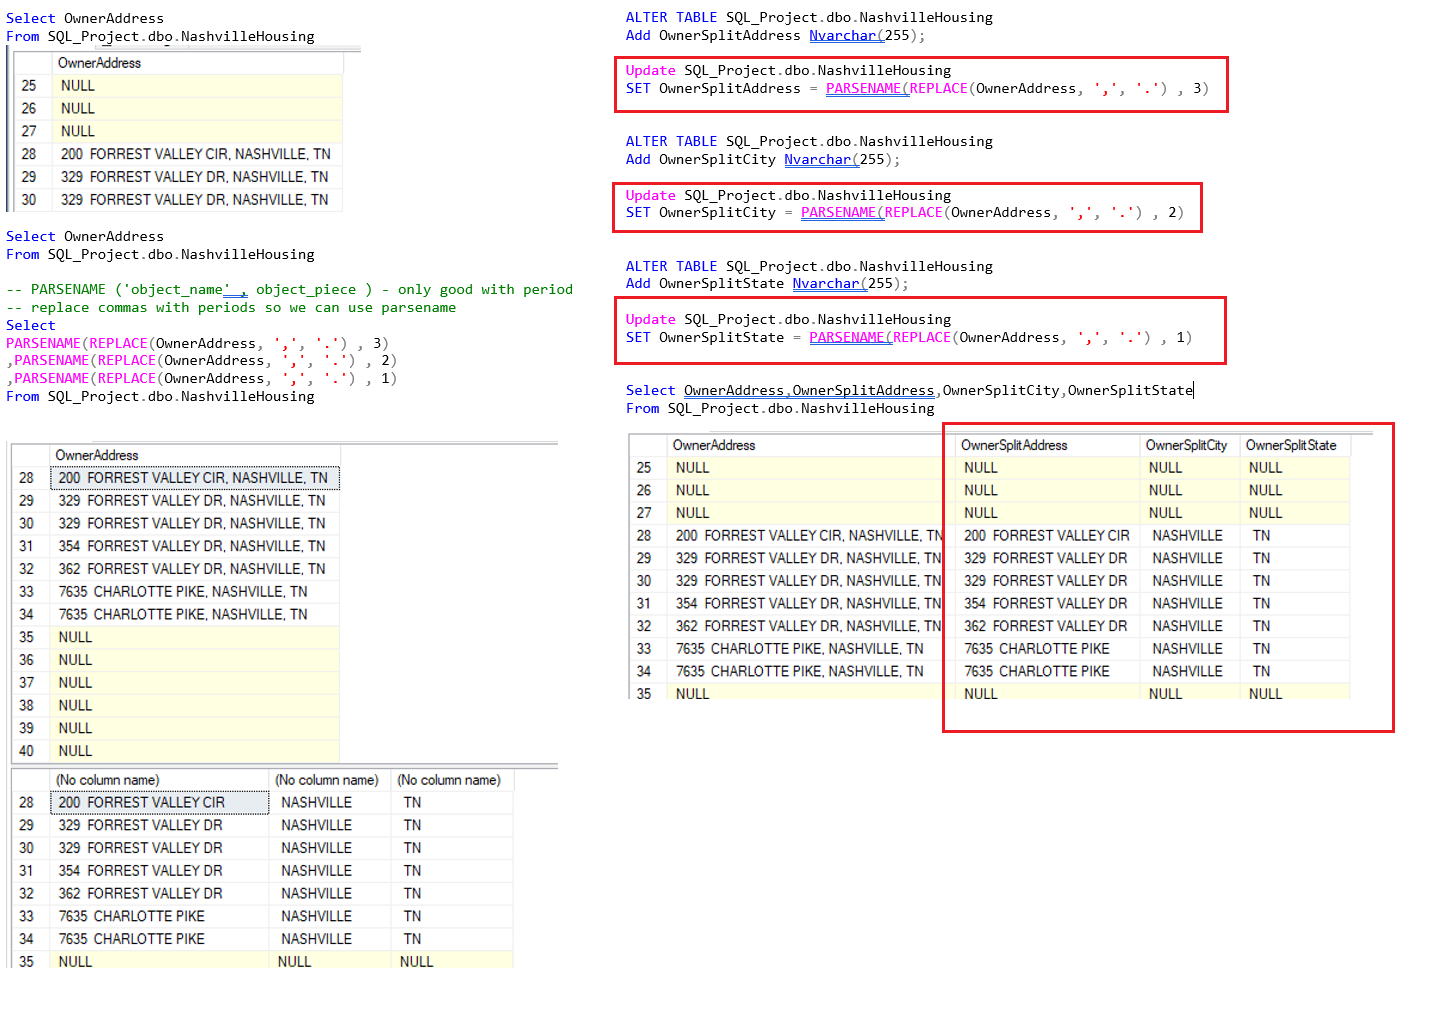 Select OwnerAddress
From SQL_Project.dbo.NashvilleHousing
OwnerAddress
25 NULL
26 NULL
27 NULL
28 200 FORREST VALLEY CIR, NASHVILLE, TN
29 329 FORREST VALLEY DR, NASHVILLE, TN
30 329 FORREST VALLEY DR, NASHVILLE, TN
Select OwnerAddress
From SQL_Project.dbo.NashvilleHousing
-- PARSENAME ('object_name' , object_piece ) - only good with period
-- replace commas with periods so we can use parsename
Select
PARSENAME(REPLACE(OwnerAddress, ',', '.') , 3)
,PARSENAME(REPLACE(OwnerAddress, ',', '.') , 2)
,PARSENAME(REPLACE(OwnerAddress, ',', '.') , 1)
From SQL_Project.dbo.NashvilleHousing
OwnerAddress
28 200 FORREST VALLEY CIR, NASHVILLE, TN
29 329 FORREST VALLEY DR, NASHVILLE, TN
30 329 FORREST VALLEY DR, NASHVILLE, TN
31 354 FORREST VALLEY DR, NASHVILLE, TN
32 362 FORREST VALLEY DR, NASHVILLE, TN
33 7635 CHARLOTTE PIKE, NASHVILLE, TN
34 7635 CHARLOTTE PIKE, NASHVILLE, TN
35 NULL
36 NULL
37 NULL
38 NULL
39 NULL
40 NULL
(No column name) (No column name) (No column name)
28 200 FORREST VALLEY CIR NASHVILLE TN
29 329 FORREST VALLEY DR NASHVILLE TN
30 329 FORREST VALLEY DR NASHVILLE TN
31 354 FORREST VALLEY DR NASHVILLE TN
32 362 FORREST VALLEY DR NASHVILLE TN
33 7635 CHARLOTTE PIKE NASHVILLE TN
34 7635 CHARLOTTE PIKE NASHVILLE TN
35 NULL NULL NULL
ALTER TABLE SQL_Project.dbo.NashvilleHousing
Add OwnerSplitAddress Nvarchar(255);
Update SQL_Project.dbo.NashvilleHousing
SET OwnerSplitAddress = PARSENAME(REPLACE(OwnerAddress, ',', '.') , 3)
ALTER TABLE SQL_Project.dbo.NashvilleHousing
Add OwnerSplitCity Nvarchar(255);
Update SQL_Project.dbo.NashvilleHousing
SET OwnerSplitCity = PARSENAME(REPLACE(OwnerAddress, ',', '.') , 2)
ALTER TABLE SQL_Project.dbo.NashvilleHousing
Add OwnerSplitState Nvarchar(255);
Update SQL_Project.dbo.NashvilleHousing
SET OwnerSplitState = PARSENAME(REPLACE(OwnerAddress, ',', '.') , 1)
Select OwnerAddress,OwnerSplitAddress,OwnerSplitCity,OwnerSplitState
From SQL_Project.dbo.NashvilleHousing
OwnerAddress OwnerSplitAddress OwnerSplitCity OwnerSplitState
25 NULL NULL NULL NULL
26 NULL NULL NULL NULL
27 NULL NULL NULL NULL
28 200 FORREST VALLEY CIR, NASHVILLE, TN 200 FORREST VALLEY CIR NASHVILLE TN
29 329 FORREST VALLEY DR, NASHVILLE, TN 329 FORREST VALLEY DR NASHVILLE TN
30 329 FORREST VALLEY DR, NASHVILLE, TN 329 FORREST VALLEY DR NASHVILLE TN
31 354 FORREST VALLEY DR, NASHVILLE, TN 354 FORREST VALLEY DR NASHVILLE TN
32 362 FORREST VALLEY DR, NASHVILLE, TN 362 FORREST VALLEY DR NASHVILLE TN
33 7635 CHARLOTTE PIKE, NASHVILLE, TN 7635 CHARLOTTE PIKE NASHVILLE TN
34 7635 CHARLOTTE PIKE, NASHVILLE, TN 7635 CHARLOTTE PIKE NASHVILLE TN
35 NULL NULL NULL NULL